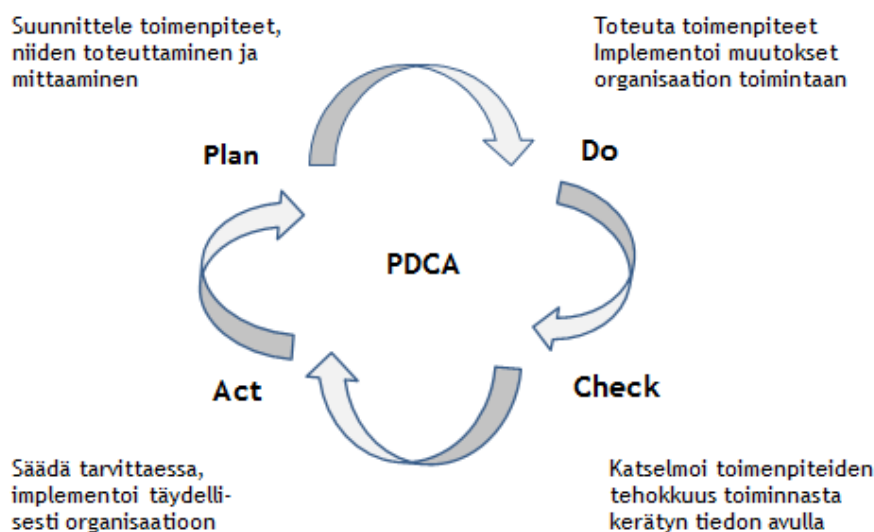 Suunnittele toimenpiteet,
niiden toteuttaminen ja
mittaaminen
Toteuta toimenpiteet
Implementoi muutokset
organisaation toimintaan
Plan
Do
PDCA
Act
Check
Säädä tarvittaessa,
implementoi täydelli-
sesti organisaatioon
Katselmoi toimenpiteiden
tehokkuus toiminnasta
kerätyn tiedon avulla